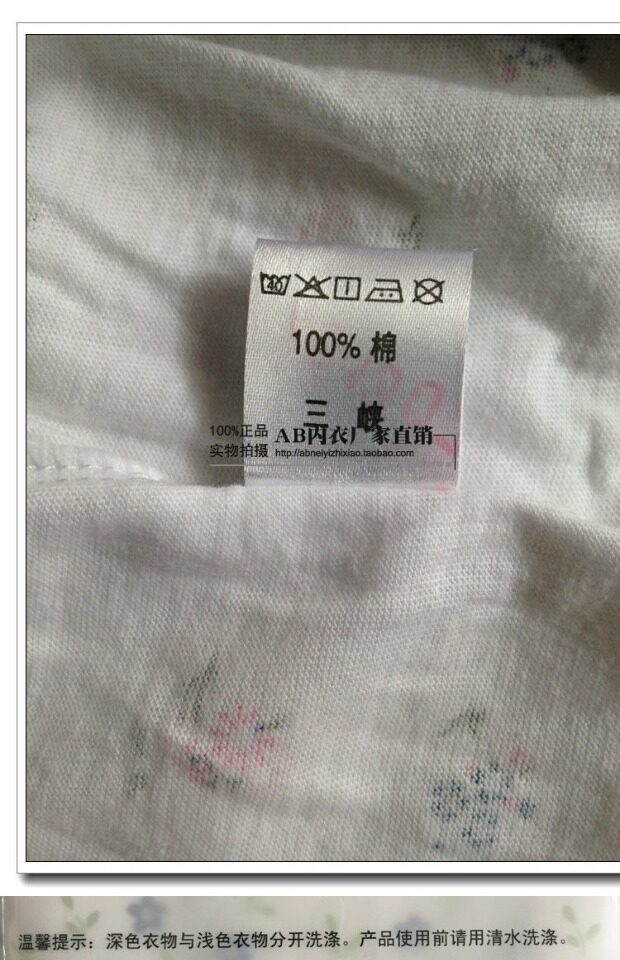 40
100% 棉
三 峡
100%正品 AB内衣厂家直销
实物拍摄 http://abneiyizhixiao.taobao.com
温馨提示：深色衣物与浅色衣物分开洗涤。产品使用前请用清水洗涤。